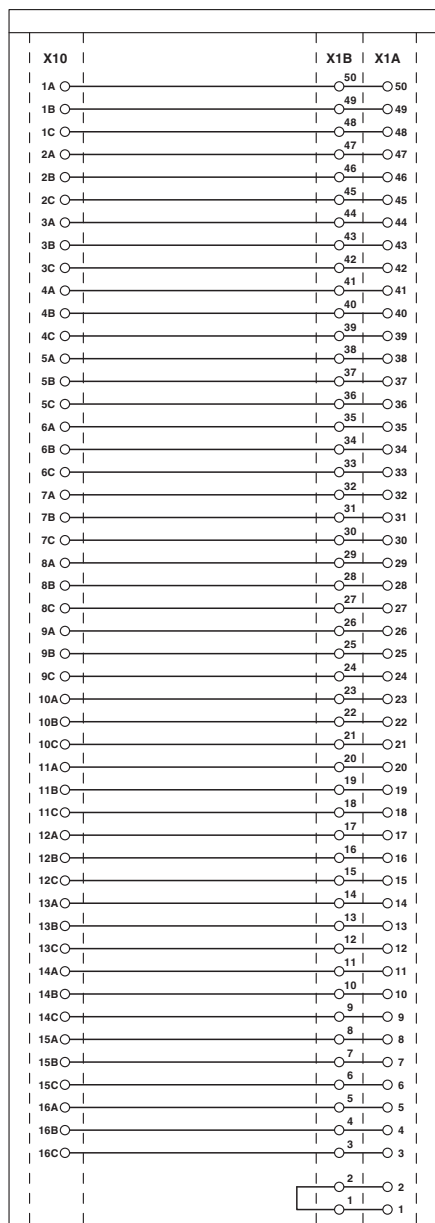 X10 X1B X1A
1A 50 50
1B 49 49
1C 48 48
2A 47 47
2B 46 46
2C 45 45
3A 44 44
3B 43 43
3C 42 42
4A 41 41
4B 40 40
4C 39 39
5A 38 38
5B 37 37
5C 36 36
6A 35 35
6B 34 34
6C 33 33
7A 32 32
7B 31 31
7C 30 30
8A 29 29
8B 28 28
8C 27 27
9A 26 26
9B 25 25
9C 24 24
10A 23 23
10B 22 22
10C 21 21
11A 20 20
11B 19 19
11C 18 18
12A 17 17
12B 16 16
12C 15 15
13A 14 14
13B 13 13
13C 12 12
14A 11 11
14B 10 10
14C 9 9
15A 8 8
15B 7 7
15C 6 6
16A 5 5
16B 4 4
16C 3 3
2 2
1 1